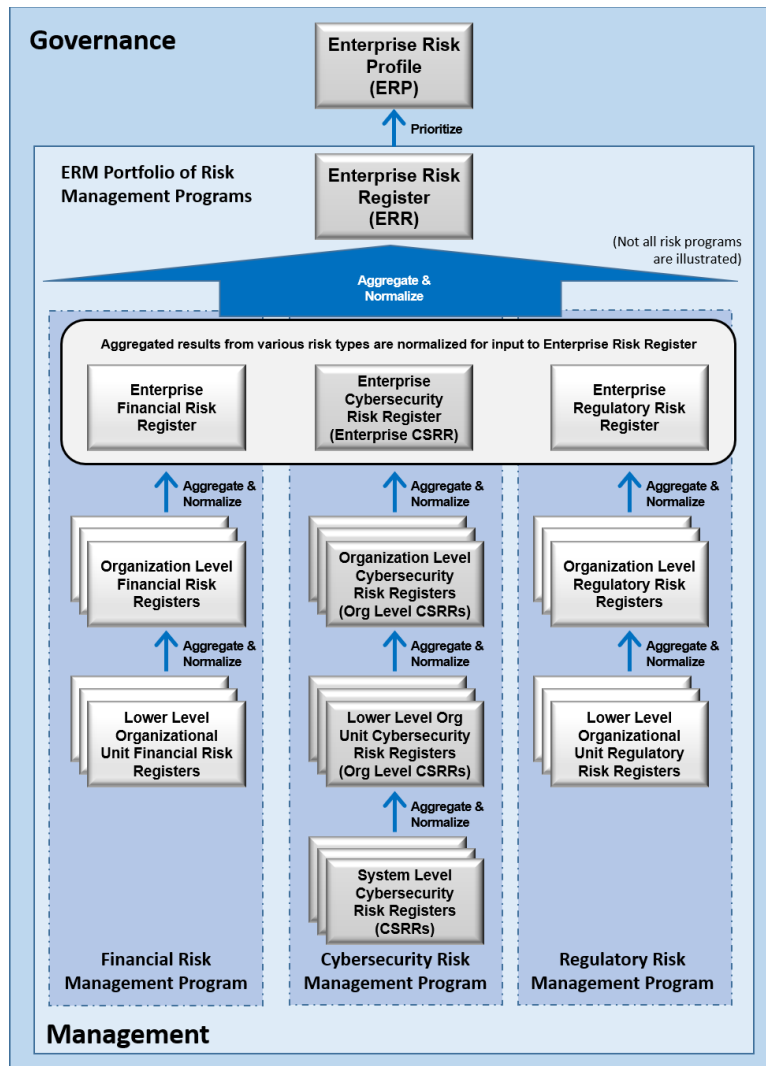 Governance
Enterprise Risk
Profile
(ERP)
Prioritize
ERM Portfolio of Risk
Management Programs
Enterprise Risk
Register
(ERR)
(Not all risk programs
are illustrated)
Aggregate &
Normalize
Aggregated results from various risk types are normalized for input to Enterprise Risk Register
Enterprise
Financial Risk
Register
Enterprise
Cybersecurity
Risk Register
(Enterprise CSRR)
Enterprise
Regulatory Risk
Register
Aggregate &
Normalize
Aggregate &
Normalize
Aggregate &
Normalize
Organization Level
Financial Risk
Registers
Organization Level
Cybersecurity
Risk Registers
(Org Level CSRRs)
Organization Level
Regulatory Risk
Registers
Aggregate &
Normalize
Aggregate &
Normalize
Aggregate &
Normalize
Lower Level
Organizational
Unit Financial Risk
Registers
Lower Level Org
Unit Cybersecurity
Risk Registers
(Org Level CSRRs)
Lower Level
Organizational
Unit Regulatory
Risk Registers
Aggregate &
Normalize
System Level
Cybersecurity
Risk Registers
(CSRRs)
Financial Risk
Management Program
Cybersecurity Risk
Management Program
Regulatory Risk
Management Program
Management